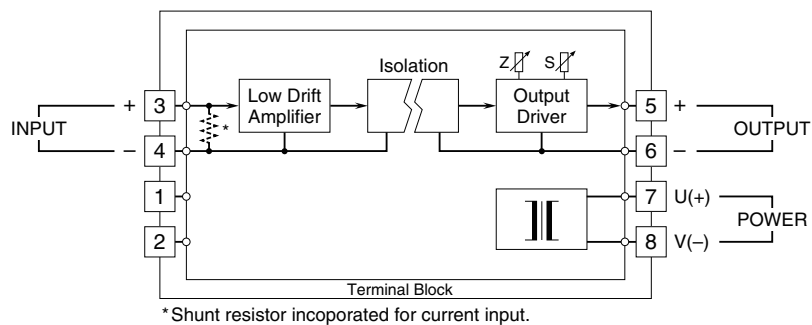 Isolation
Z
S
Low Drift
Amplifier
Output
Driver
INPUT
+
3
*
−
4
1
2
5
+
6
−
OUTPUT
7
U(+)
8
V(−)
POWER
Terminal Block
*Shunt resistor incoporated for current input.